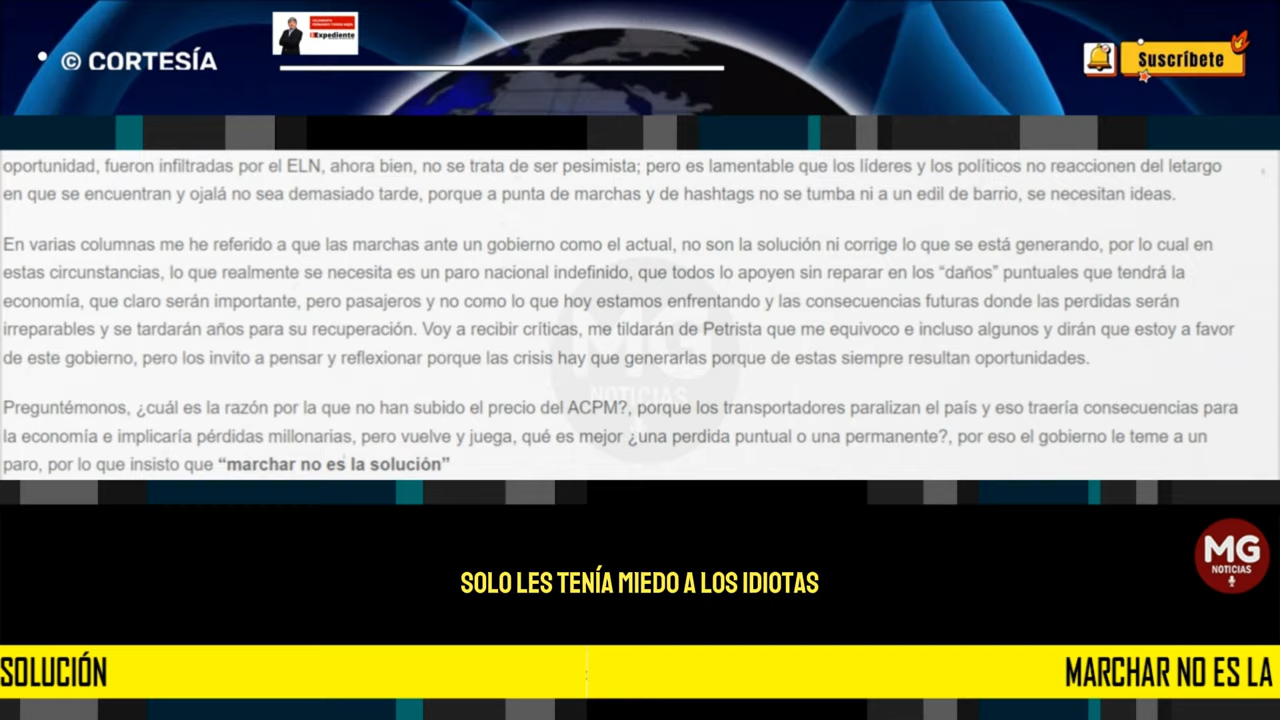 © CORTESÍA
Expediente
Suscríbete
oportunidad, fueron infiltradas por el ELN, ahora bien, no se trata de ser pesimista; pero es lamentable que los líderes y los políticos no reaccionen del letargo
en que se encuentran y ojalá no sea demasiado tarde, porque a punta de marchas y de hashtags no se tumba ni a un edil de barrio, se necesitan ideas.
En varias columnas me he referido a que las marchas ante un gobierno como el actual, no son la solución ni corrige lo que se está generando, por lo cual en
estas circunstancias, lo que realmente se necesita es un paro nacional indefinido, que todos lo apoyen sin reparar en los “daños” puntuales que tendrá la
economía, que claro serán importante, pero pasajeros y no como lo que hoy estamos enfrentando y las consecuencias futuras donde las perdidas serán
irreparables y se tardarán años para su recuperación. Voy a recibir críticas, me tildarán de Petrista que me equivoco e incluso algunos y dirán que estoy a favor
de este gobierno, pero los invito a pensar y reflexionar porque las crisis hay que generarlas porque de estas siempre resultan oportunidades.
Preguntémonos, ¿cuál es la razón por la que no han subido el precio del ACPM?, porque los transportadores paralizan el país y eso traería consecuencias para
la economía e implicaría pérdidas millonarias, pero vuelve y juega, qué es mejor ¿una perdida puntual o una permanente?, por eso el gobierno le teme a un
paro, por lo que insisto que “marchar no es la solución”
MG
NOTICIAS
MG
NOTICIAS
SOLO LES TENÍA MIEDO A LOS IDIOTAS
SOLUCIÓN
MARCHAR NO ES LA